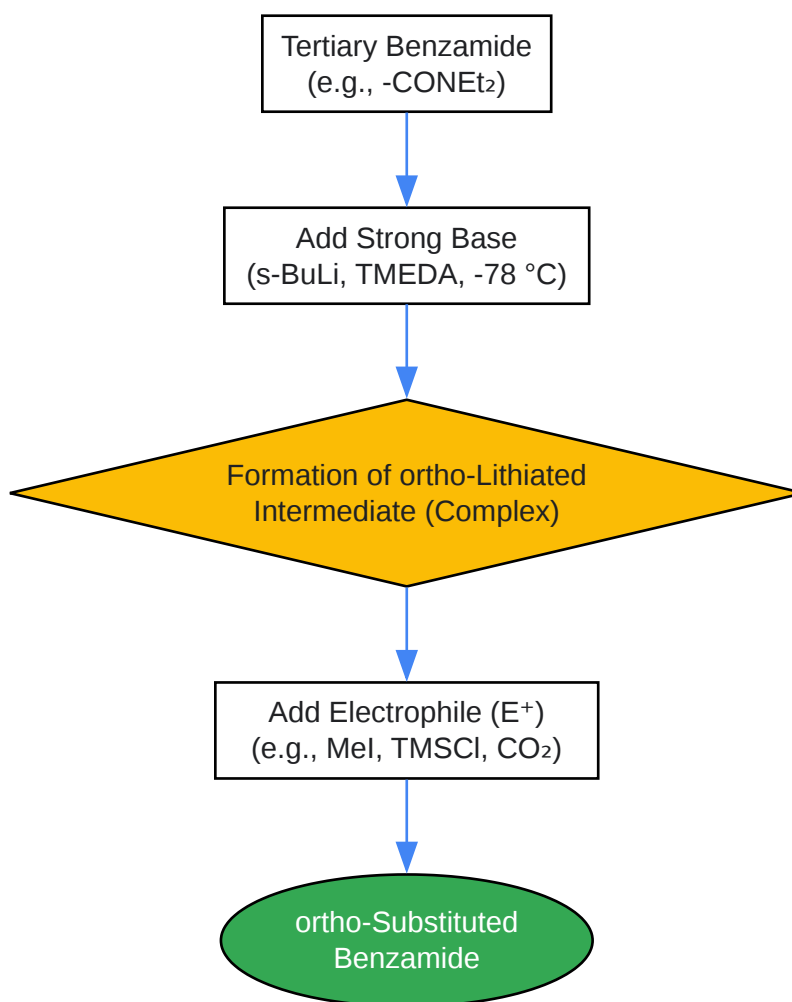 Tertiary Benzamide
(e.g., -CONEt₂)
Add Strong Base
(s-BuLi, TMEDA, -78 °C)
Formation of ortho-Lithiated
Intermediate (Complex)
Add Electrophile (E⁺)
(e.g., MeI, TMSCl, CO₂)
ortho-Substituted
Benzamide